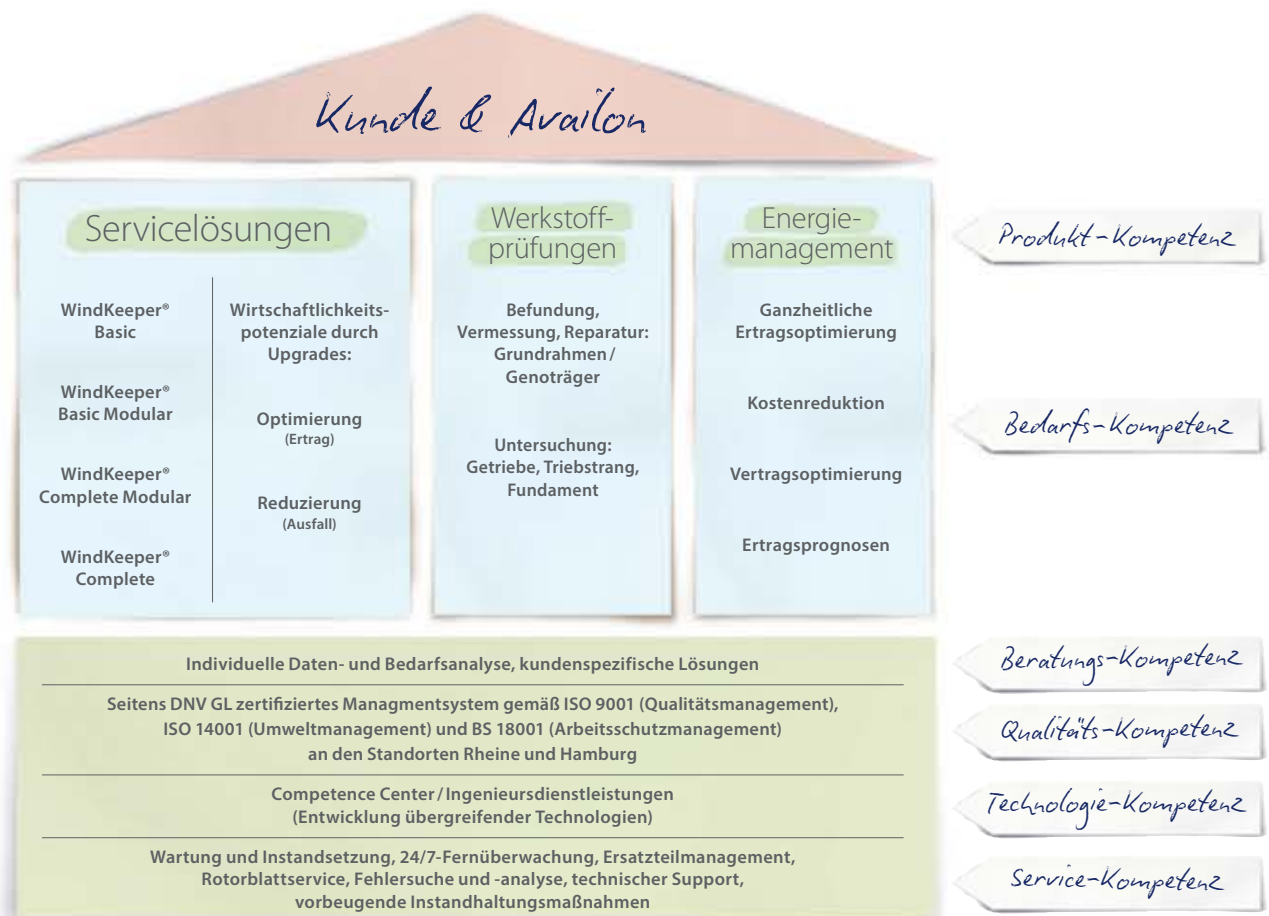 Kunde & Availon
Servicelösungen
WindKeeper®
Basic
WindKeeper®
Basic Modular
WindKeeper®
Complete Modular
WindKeeper®
Complete
Wirtschaftlichkeits-
potenziale durch
Upgrades:
Optimierung
(Ertrag)
Reduzierung
(Ausfall)
Werkstoff-
prüfungen
Befundung,
Vermessung, Reparatur:
Grundrahmen /
Genoträger
Untersuchung:
Getriebe, Triebstrang,
Fundament
Energie-
management
Ganzheitliche
Ertragsoptimierung
Kostenreduktion
Vertragsoptimierung
Ertragsprognosen
Produkt-Kompetenz
Bedarfs-Kompetenz
Individuelle Daten- und Bedarfsanalyse, kundenspezifische Lösungen
Beratungs-Kompetenz
Seitens DNV GL zertifiziertes Managmentsystem gemäß ISO 9001 (Qualitätsmanagement),
ISO 14001 (Umweltmanagement) und BS 18001 (Arbeitsschutzmanagement)
an den Standorten Rheine und Hamburg
Qualitäts-Kompetenz
Competence Center / Ingenieursdienstleistungen
(Entwicklung übergreifender Technologien)
Technologie-Kompetenz
Wartung und Instandsetzung, 24/7-Fernüberwachung, Ersatzteilmanagement,
Rotorblattservice, Fehlersuche und -analyse, technischer Support,
vorbeugende Instandhaltungsmaßnahmen
Service-Kompetenz